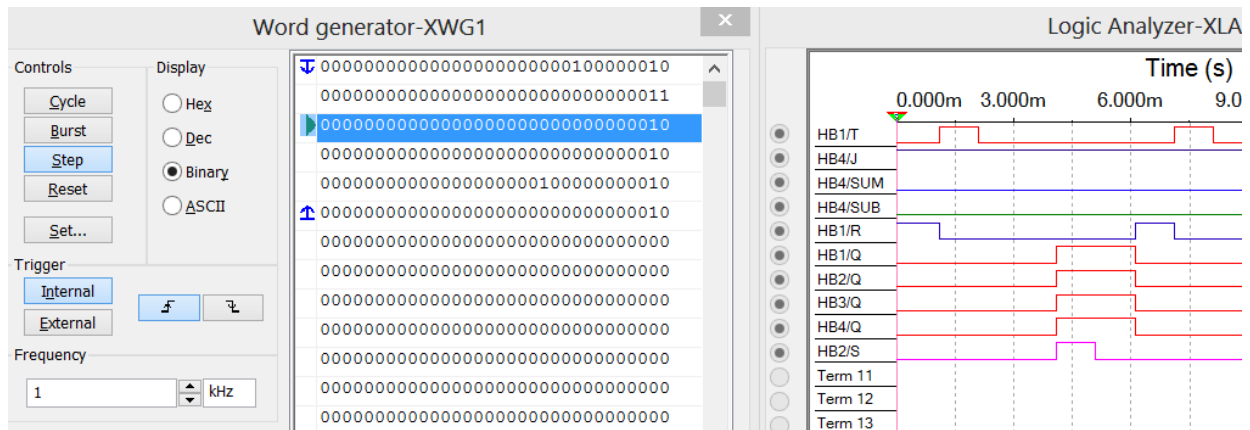 Word generator-XWG1
x
Controls
Cycle
Burst
Step
Reset
Set...
Display
Hex
Dec
Binary
ASCII
Trigger
Internal
External
Frequency
1 kHz
00000000000000000000000100000010
00000000000000000000000000000011
00000000000000000000000000000010
00000000000000000000000000000010
00000000000000000000100000000010
00000000000000000000000000000010
00000000000000000000000000000000
00000000000000000000000000000000
00000000000000000000000000000000
00000000000000000000000000000000
00000000000000000000000000000000
00000000000000000000000000000000
00000000000000000000000000000000
Logic Analyzer-XLA
Time (s)
0.000m 3.000m 6.000m 9.0
HB1/T
HB4/J
HB4/SUM
HB4/SUB
HB1/R
HB1/Q
HB2/Q
HB3/Q
HB4/Q
HB2/S
Term 11
Term 12
Term 13